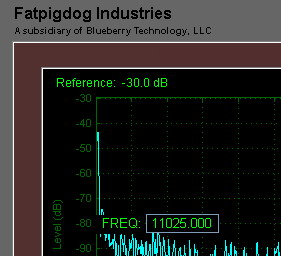 Fatpigdog Industries
A subsidiary of Blueberry Technology, LLC
Reference: -30.0 dB
-30
-40
-50
-60
-70
-80
-90
Level (dB)
FREQ: 11025.000